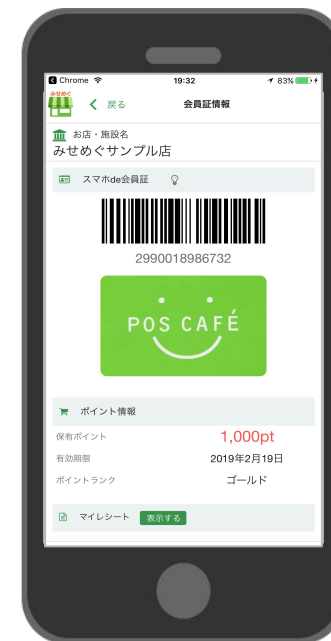 Chrome 19:32 83%
みせめぐ
戻る 会員証情報
お店・施設名
みせめぐサンプル店
スマホde会員証
2990018986732
POS CAFÉ
ポイント情報
保有ポイント 1,000pt
有効期限 2019年2月19日
ポイントランク ゴールド
マイレシート 表示する